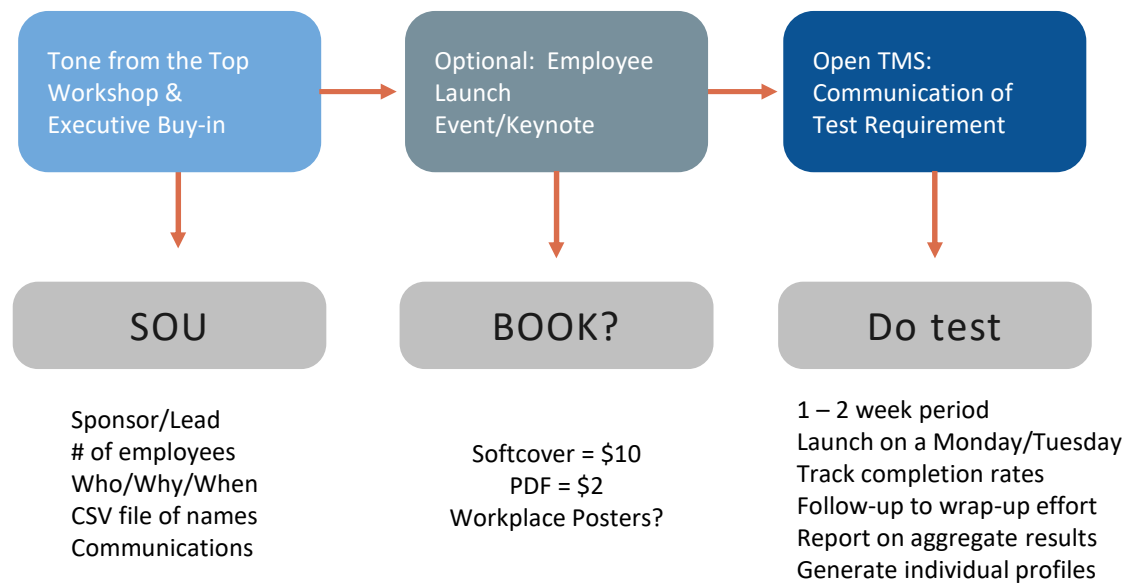 Tone from the Top
Workshop &
Executive Buy-in
Optional:  Employee
Launch
Event/Keynote
Open TMS:
Communication of
Test Requirement
SOU
BOOK?
Do test
Sponsor/Lead
# of employees
Who/Why/When
CSV file of names
Communications
Softcover = $10
PDF = $2
Workplace Posters?
1 – 2 week period
Launch on a Monday/Tuesday
Track completion rates
Follow-up to wrap-up effort
Report on aggregate results
Generate individual profiles